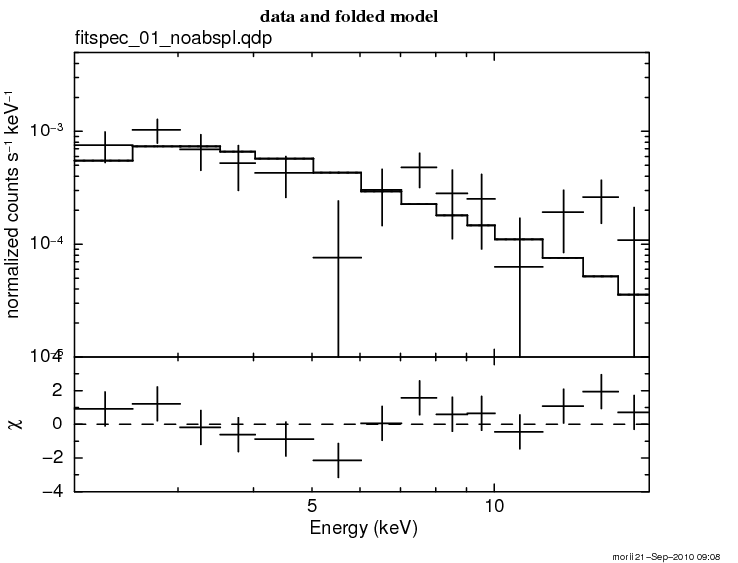 data and folded model
fitspec_01_noabspl.qdp
normalized counts s⁻¹ keV⁻¹
10⁻³
10⁻⁴
10⁻⁵
4
2
0
−2
−4
χ
5
10
Energy (keV)
morii 21−Sep−2010 09:08